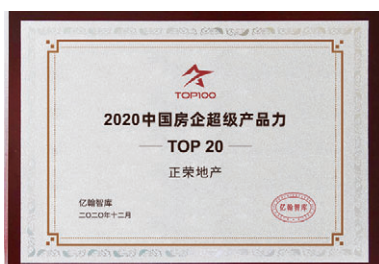 TOP100
2020中国房企超级产品力
TOP 20
正荣地产
亿翰智库
二〇二〇年十二月
亿翰智库